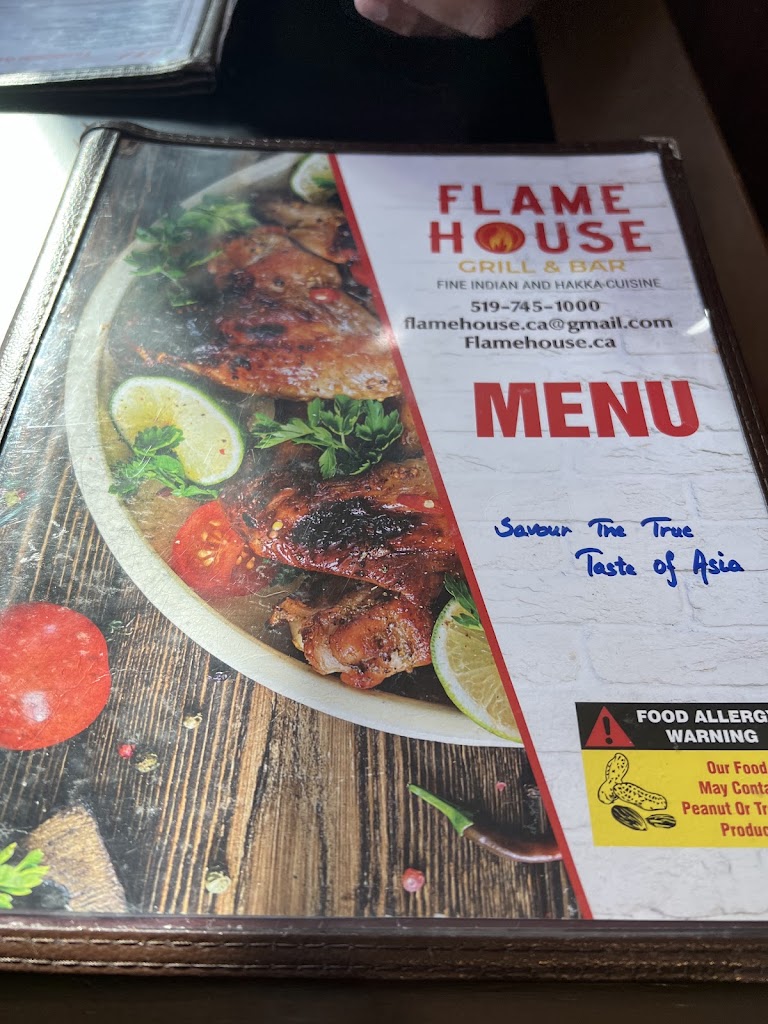 FLAME
HOUSE
GRILL & BAR
FINE INDIAN AND HAKKA CUISINE
519-745-1000
flamehouse.ca@gmail.com
Flamehouse.ca
MENU
Savour The True
Taste of Asia
FOOD ALLERGY
WARNING
Our Food
May Conta
Peanut Or Tr
Produc